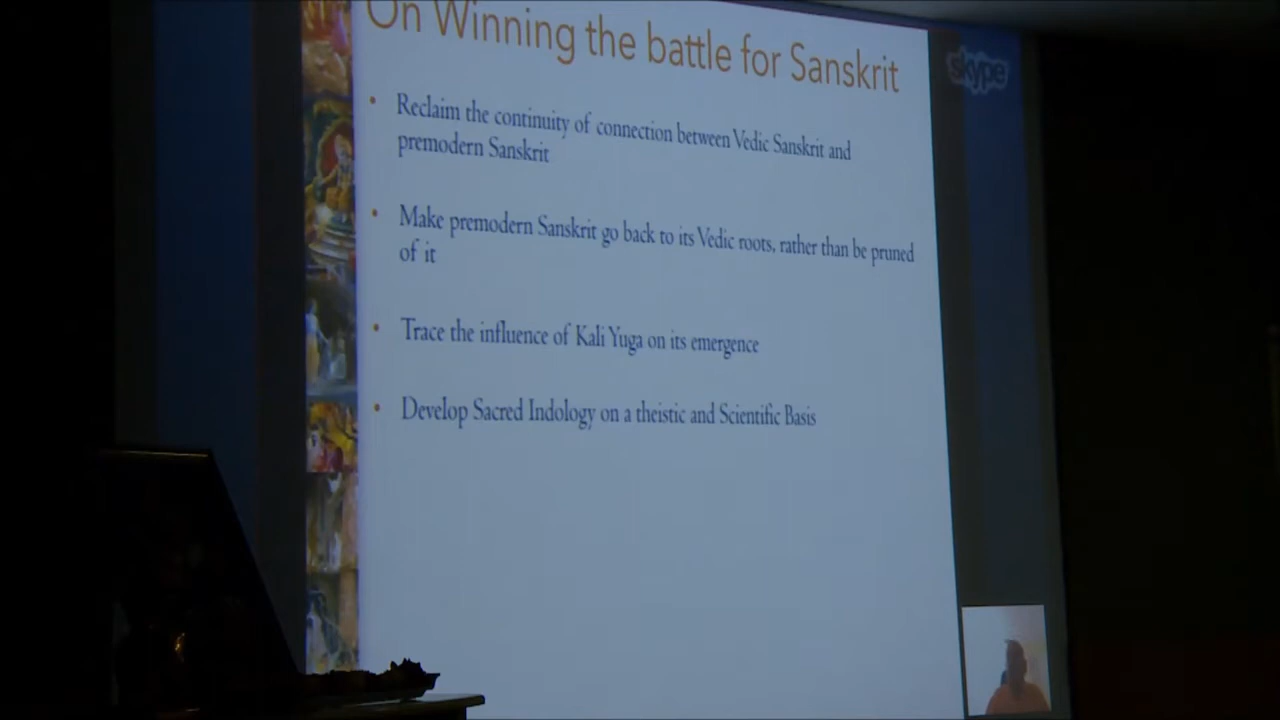 On Winning the battle for Sanskrit
skype
• Reclaim the continuity of connection between Vedic Sanskrit and
premodern Sanskrit
• Make premodern Sanskrit go back to its Vedic roots, rather than be pruned
of it
• Trace the influence of Kali Yuga on its emergence
• Develop Sacred Indology on a theistic and Scientific Basis